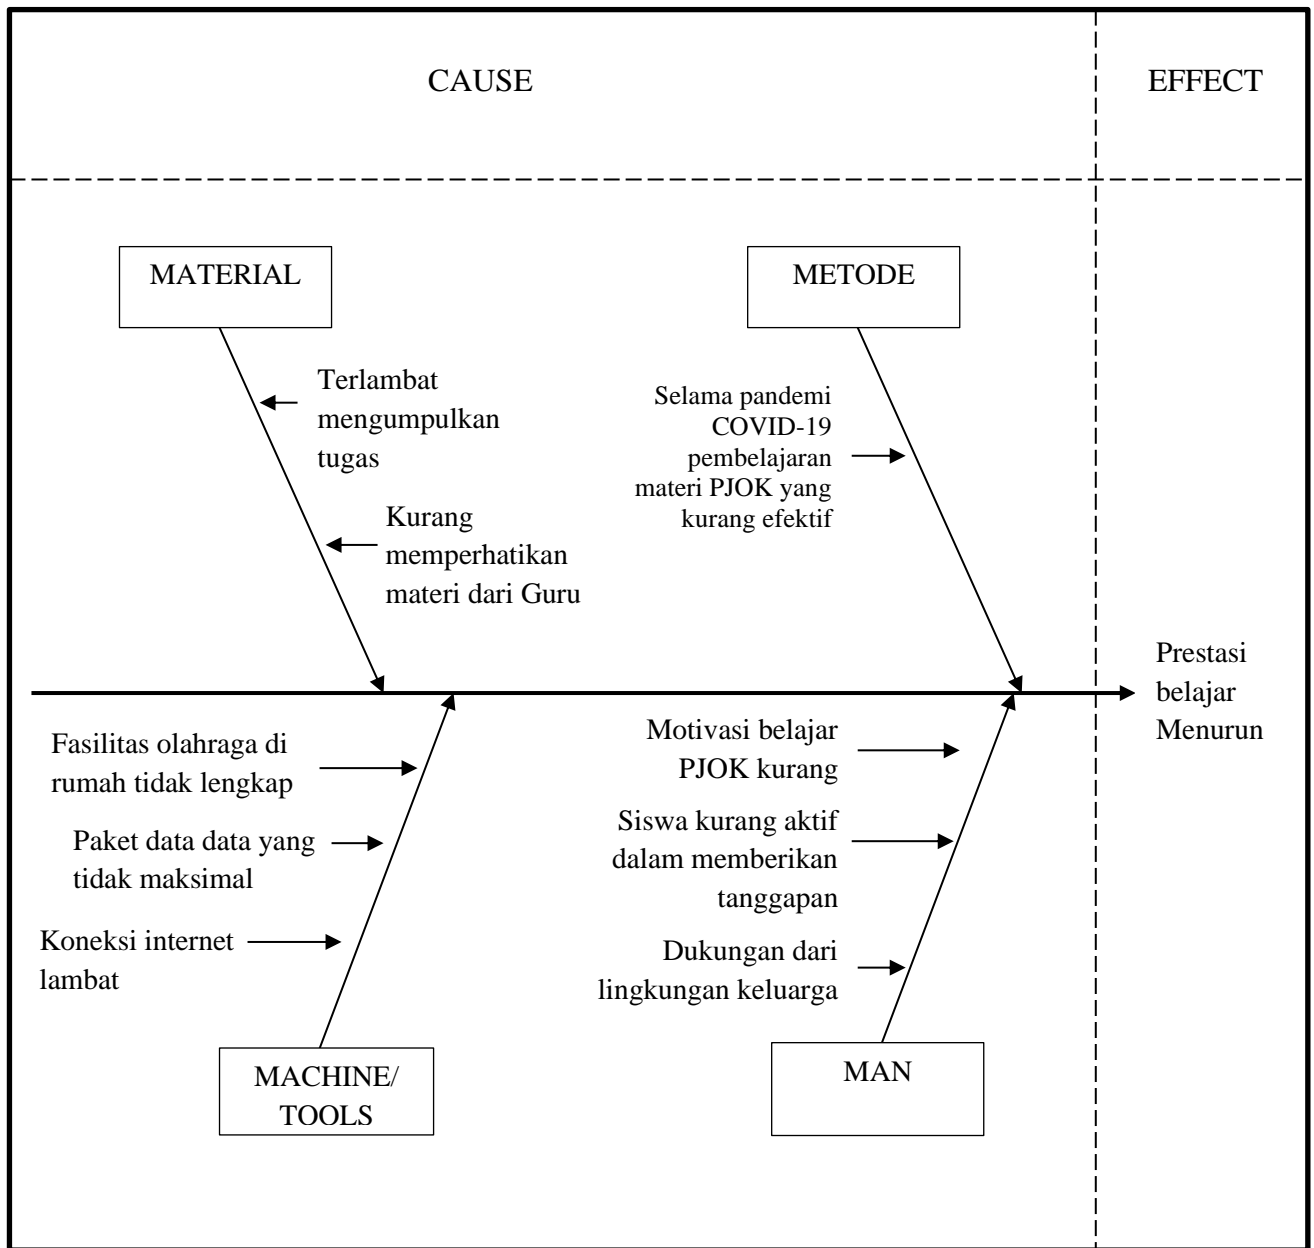 CAUSE
EFFECT
MATERIAL
METODE
Terlambat
mengumpulkan
tugas
Kurang
memperhatikan
materi dari Guru
Selama pandemi
COVID-19
pembelajaran
materi PJOK yang
kurang efektif
Prestasi
belajar
Menurun
Fasilitas olahraga di
rumah tidak lengkap
Paket data data yang
tidak maksimal
Koneksi internet
lambat
Motivasi belajar
PJOK kurang
Siswa kurang aktif
dalam memberikan
tanggapan
Dukungan dari
lingkungan keluarga
MACHINE/
TOOLS
MAN